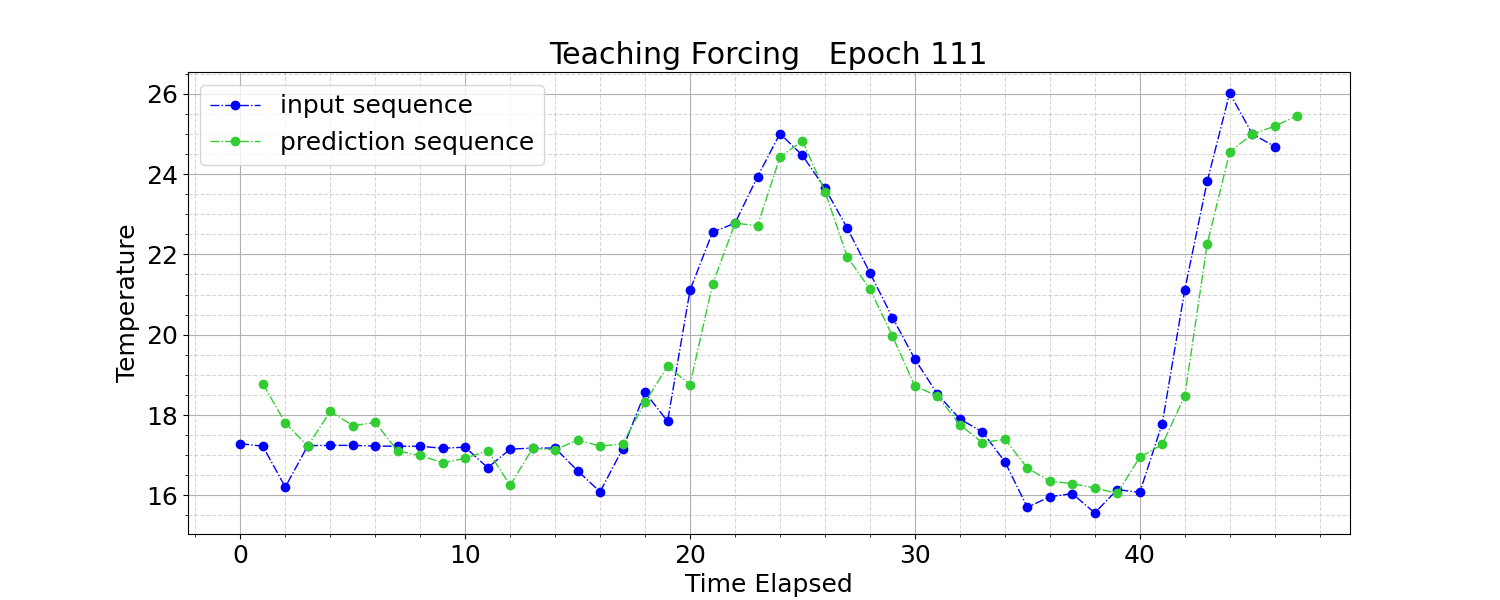 Teaching Forcing   Epoch 111
input sequence
prediction sequence
Temperature
26
24
22
20
18
16
0 10 20 30 40
Time Elapsed